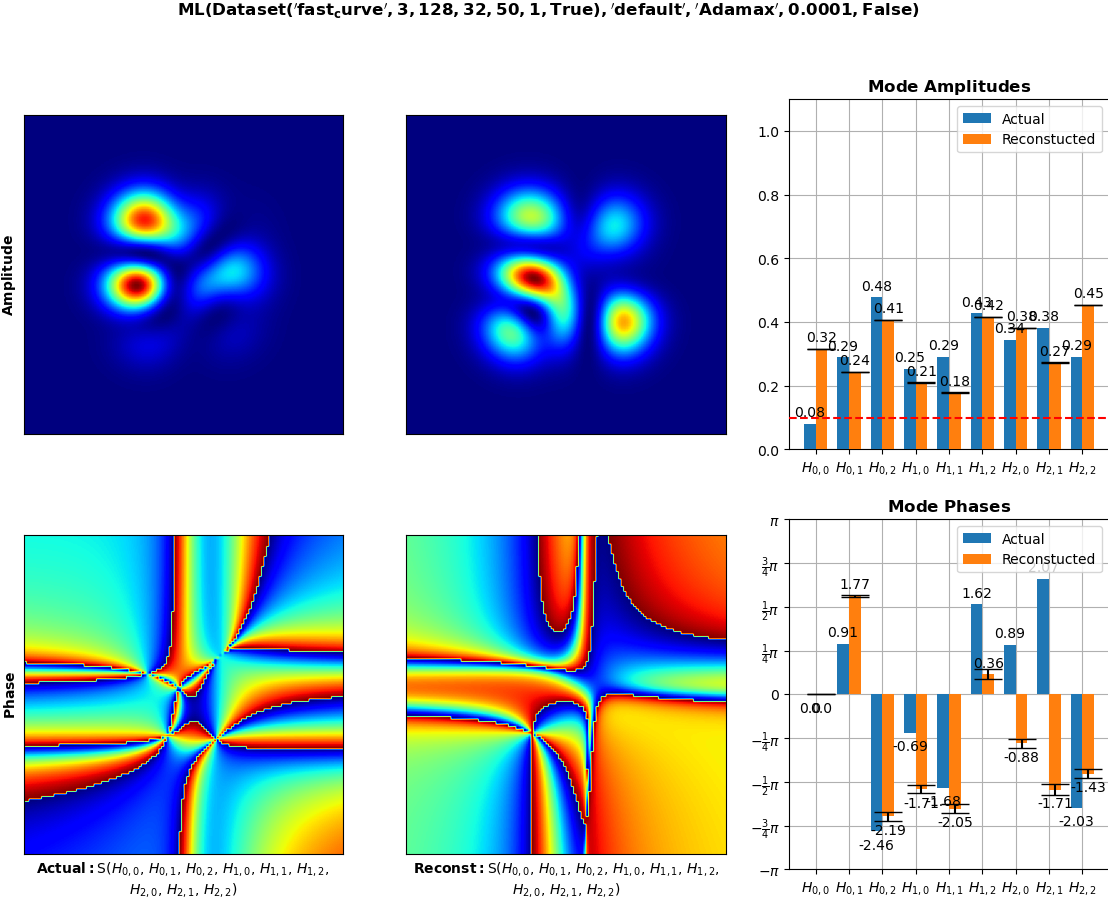 ML(Dataset('fast_curve', 3, 128, 32, 50, 1, True), 'default', 'Adamax', 0.0001, False)
Amplitude
Mode Amplitudes
Actual
Reconstucted
1.0
0.8
0.6
0.4
0.2
0.0
0.08 0.32
0.29 0.24
0.48 0.41
0.25 0.21
0.29 0.18
0.43 0.42
0.34 0.38
0.38 0.27
0.29 0.45
H0,0 H0,1 H0,2 H1,0 H1,1 H1,2 H2,0 H2,1 H2,2
Phase
Mode Phases
Actual
Reconstucted
π
3/4π
1/2π
1/4π
0
−1/4π
−1/2π
−3/4π
−π
0.0 0.0
0.91 1.77
-2.46 -2.19
-0.69 -1.71
-1.68 -2.05
1.62 0.36
0.89 -0.88
2.07 -1.71
-2.03 -1.43
H0,0 H0,1 H0,2 H1,0 H1,1 H1,2 H2,0 H2,1 H2,2
Actual: S(H0,0, H0,1, H0,2, H1,0, H1,1, H1,2,
H2,0, H2,1, H2,2)
Reconst: S(H0,0, H0,1, H0,2, H1,0, H1,1, H1,2,
H2,0, H2,1, H2,2)